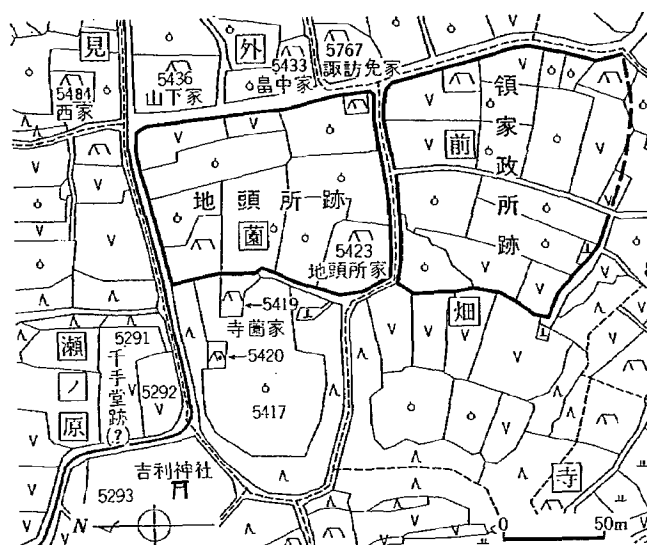 見
外
5484
西家
5436
山下家
5433
畠中家
5767
諏訪免家
領家政所跡
前
地頭所跡
薗
5423
地頭所家
5419
寺薗家
5420
5417
畑
瀬ノ原
5291
千手堂跡(?)
5292
5293
吉利神社
寺
N
0 50m